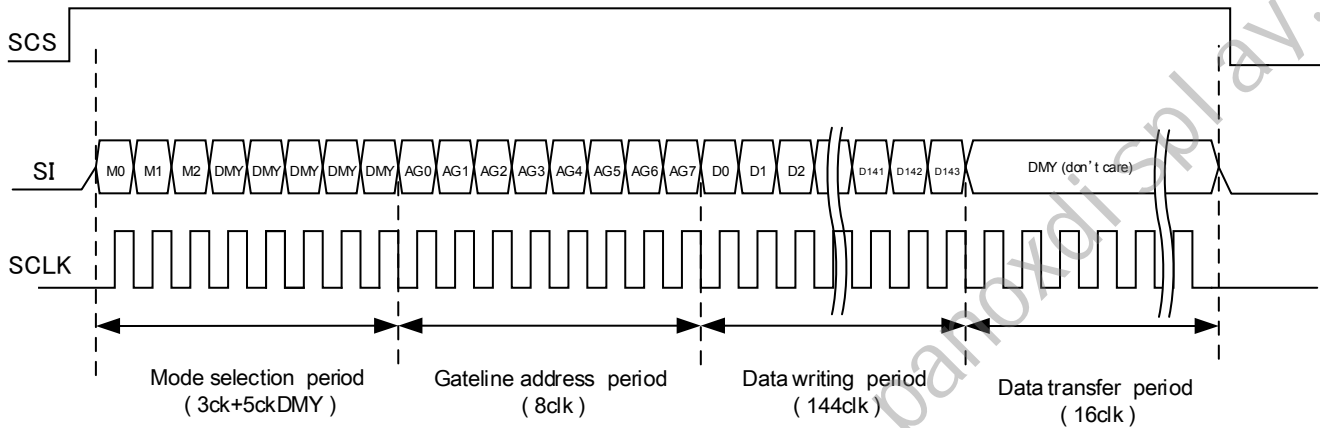 SCS
SI
M0 M1 M2 DMY DMY DMY DMY DMY AG0 AG1 AG2 AG3 AG4 AG5 AG6 AG7 D0 D1 D2 D141 D142 D143 DMY (don't care)
SCLK
Mode selection period Gateline address period Data writing period Data transfer period
( 3ck+5ckDMY ) ( 8clk ) ( 144clk ) ( 16clk )
panoxdisplay.